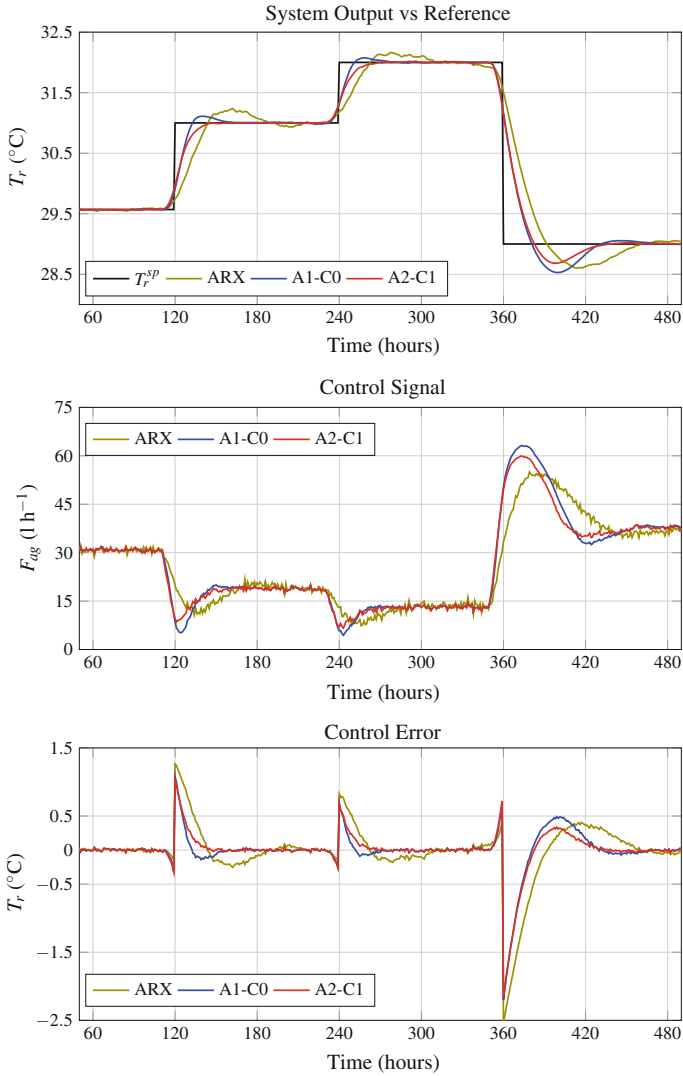 System Output vs Reference
32.5
31.5
30.5
29.5
28.5
T_r (°C)
T_r^sp ARX A1-C0 A2-C1
60 120 180 240 300 360 420 480
Time (hours)
Control Signal
75
60
45
30
15
0
F_ag (l h⁻¹)
ARX A1-C0 A2-C1
60 120 180 240 300 360 420 480
Time (hours)
Control Error
1.5
0.5
0
−0.5
−1.5
−2.5
T_r (°C)
ARX A1-C0 A2-C1
60 120 180 240 300 360 420 480
Time (hours)